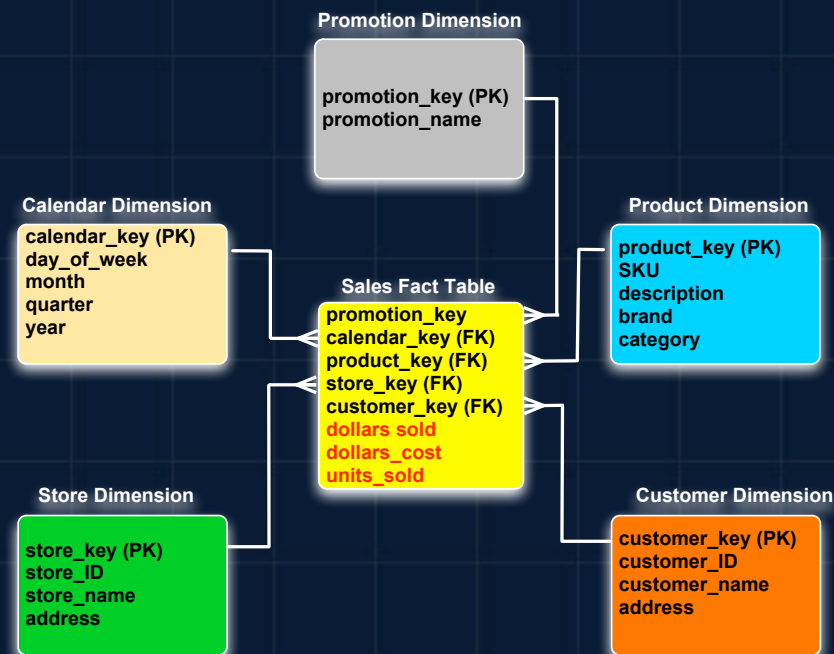 Promotion Dimension
promotion_key (PK)
promotion_name
Calendar Dimension
calendar_key (PK)
day_of_week
month
quarter
year
Product Dimension
product_key (PK)
SKU
description
brand
category
Sales Fact Table
promotion_key
calendar_key (FK)
product_key (FK)
store_key (FK)
customer_key (FK)
dollars sold
dollars_cost
units_sold
Store Dimension
store_key (PK)
store_ID
store_name
address
Customer Dimension
customer_key (PK)
customer_ID
customer_name
address